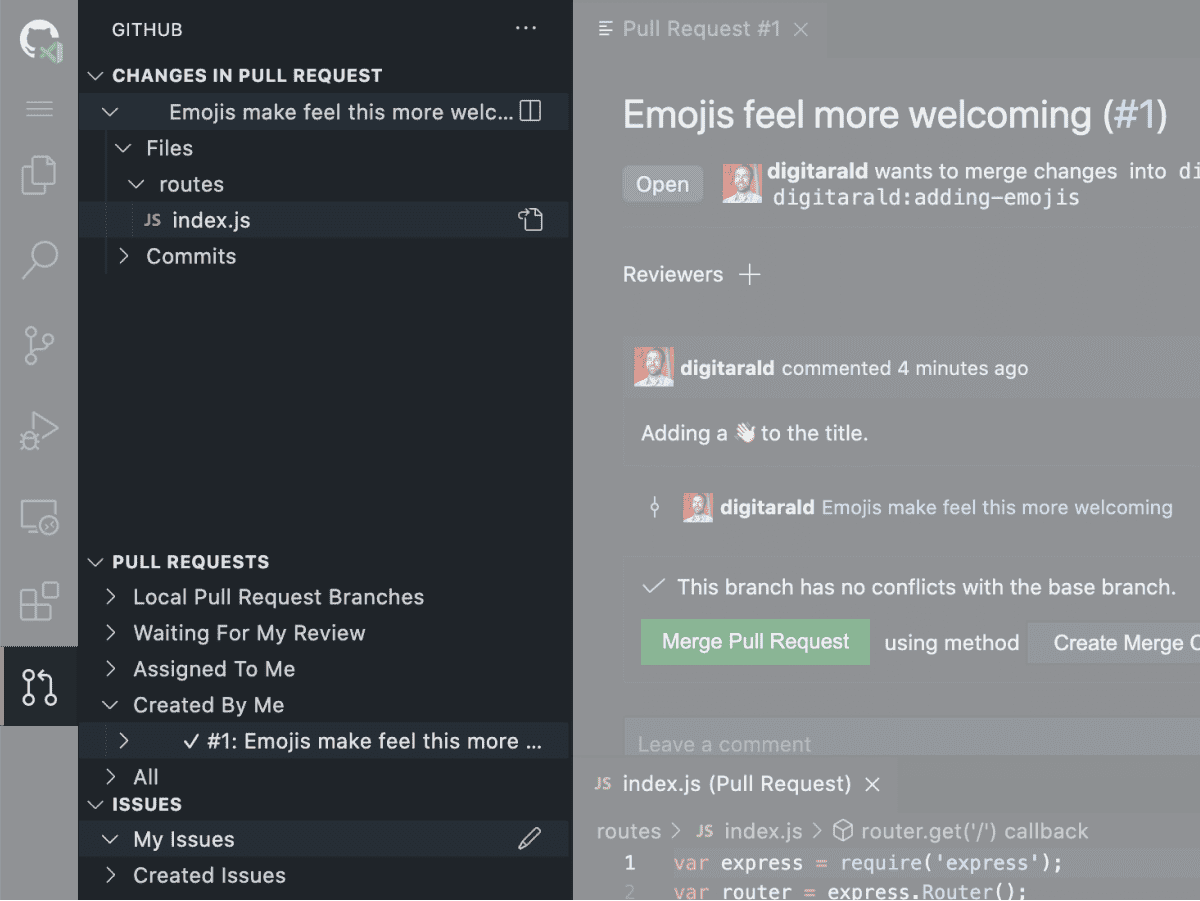 GITHUB
CHANGES IN PULL REQUEST
Emojis make feel this more welc...
Files
routes
JS index.js
Commits
PULL REQUESTS
Local Pull Request Branches
Waiting For My Review
Assigned To Me
Created By Me
✓ #1: Emojis make feel this more ...
All
ISSUES
My Issues
Created Issues
Pull Request #1
Emojis feel more welcoming (#1)
Open
digitarald wants to merge changes into di
digitarald:adding-emojis
Reviewers
digitarald commented 4 minutes ago
Adding a 👋🏻 to the title.
digitarald Emojis make feel this more welcoming
This branch has no conflicts with the base branch.
Merge Pull Request using method Create Merge C
Leave a comment
JS index.js (Pull Request)
routes > JS index.js > router.get('/') callback
1 var express = require('express');
2 var router = express.Router();